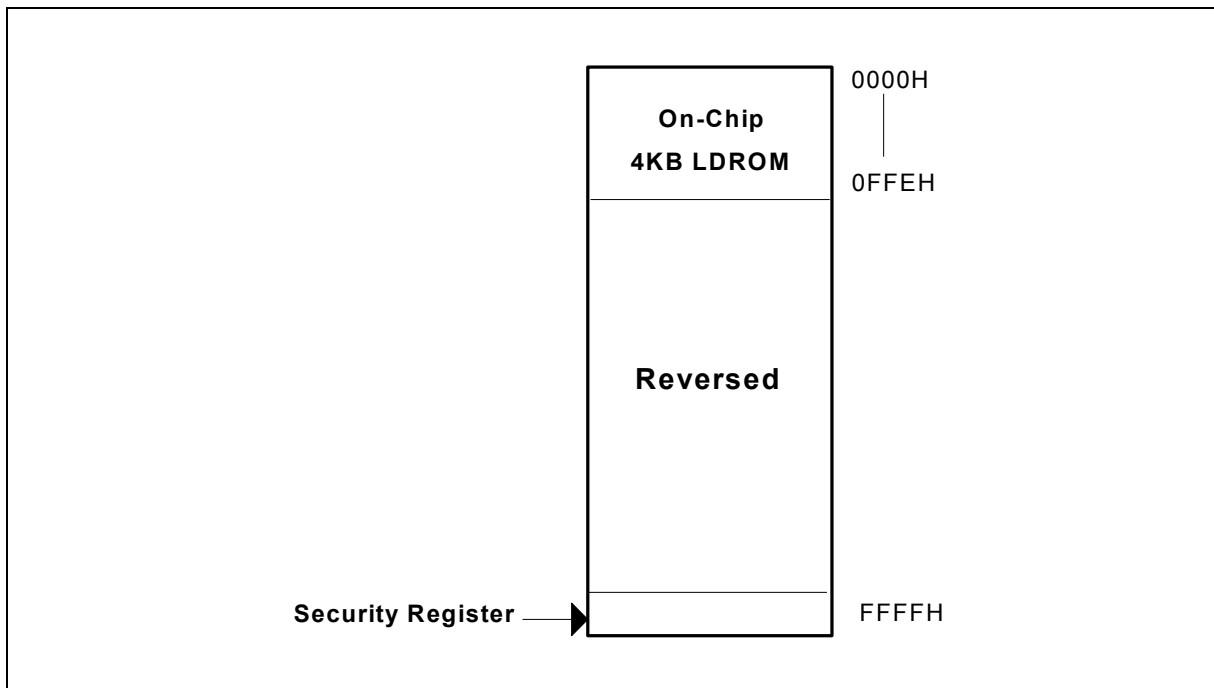 0000H
On-Chip
4KB LDROM
0FFEH
Reversed
Security Register
FFFFH